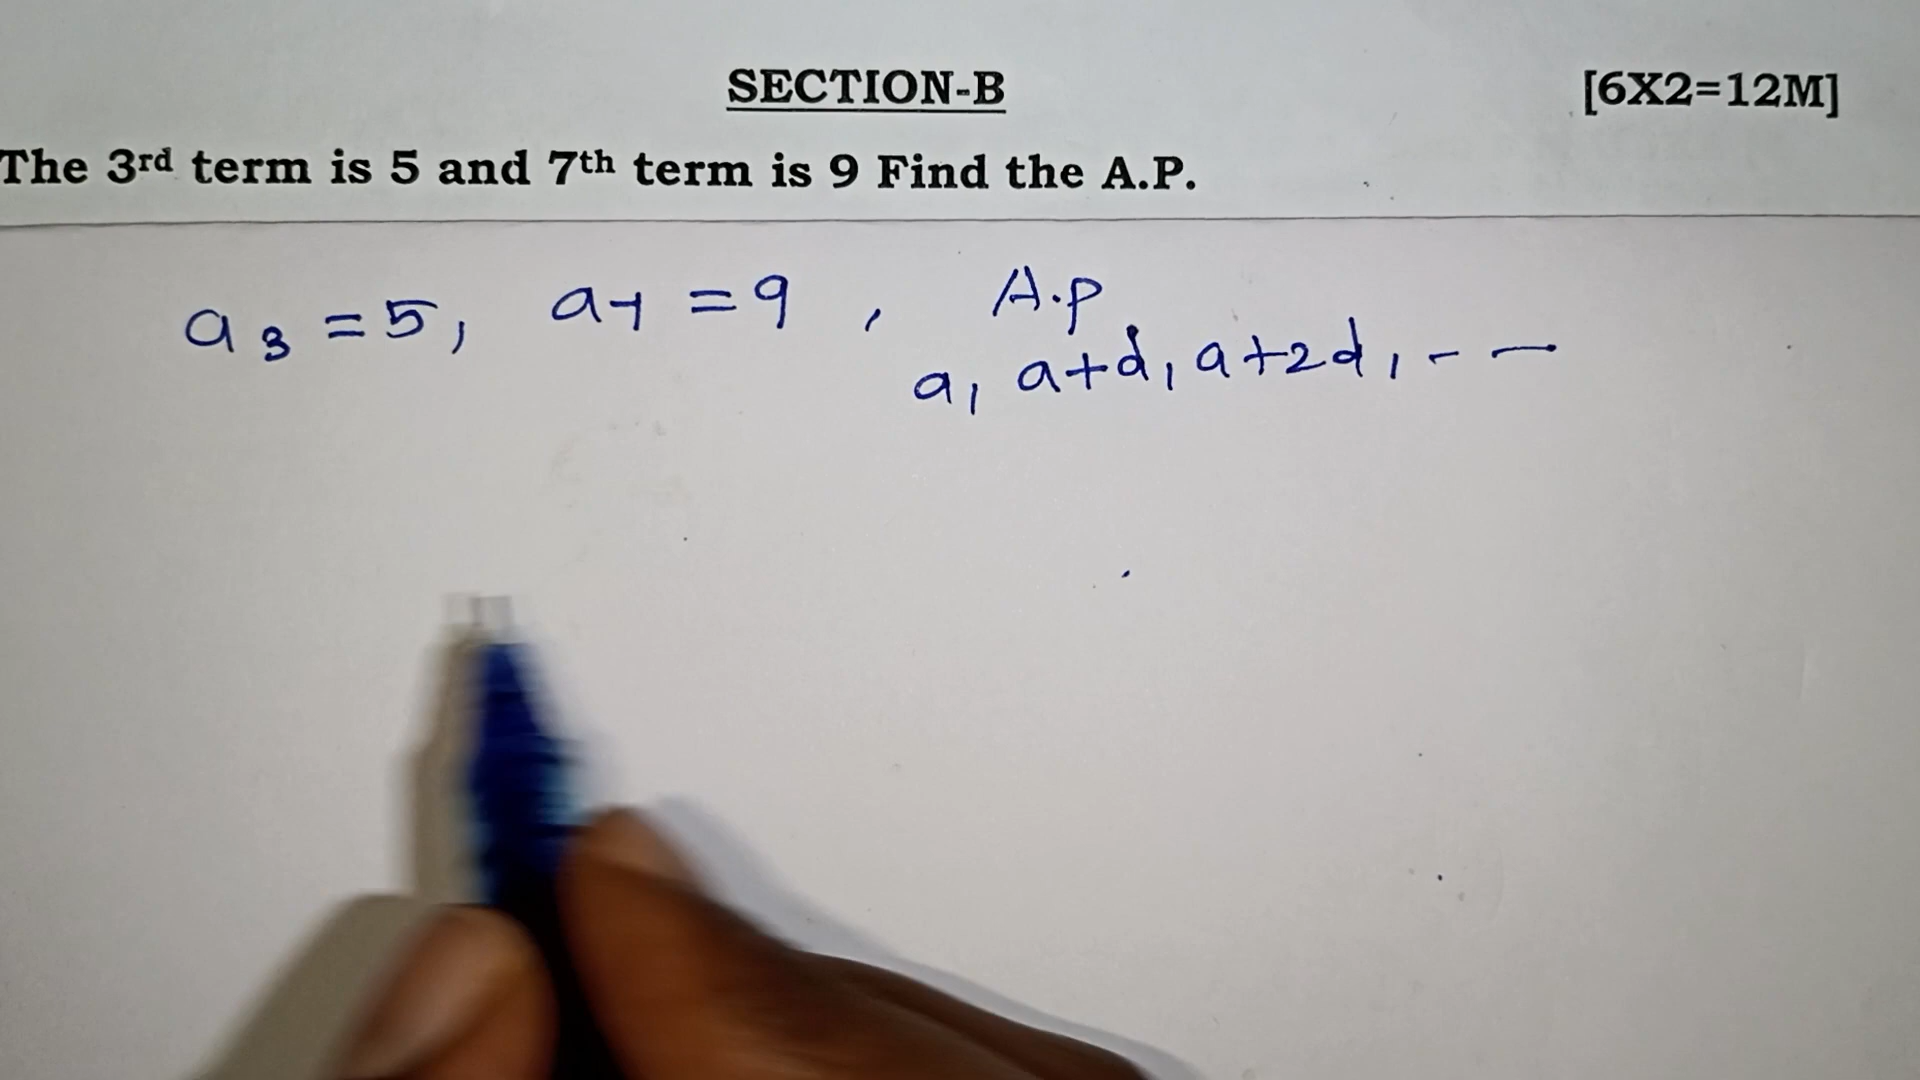 SECTION-B [6X2=12M]
The 3rd term is 5 and 7th term is 9 Find the A.P.
a3 = 5, a7 = 9 , A.p
a, a+d, a+2d, - -